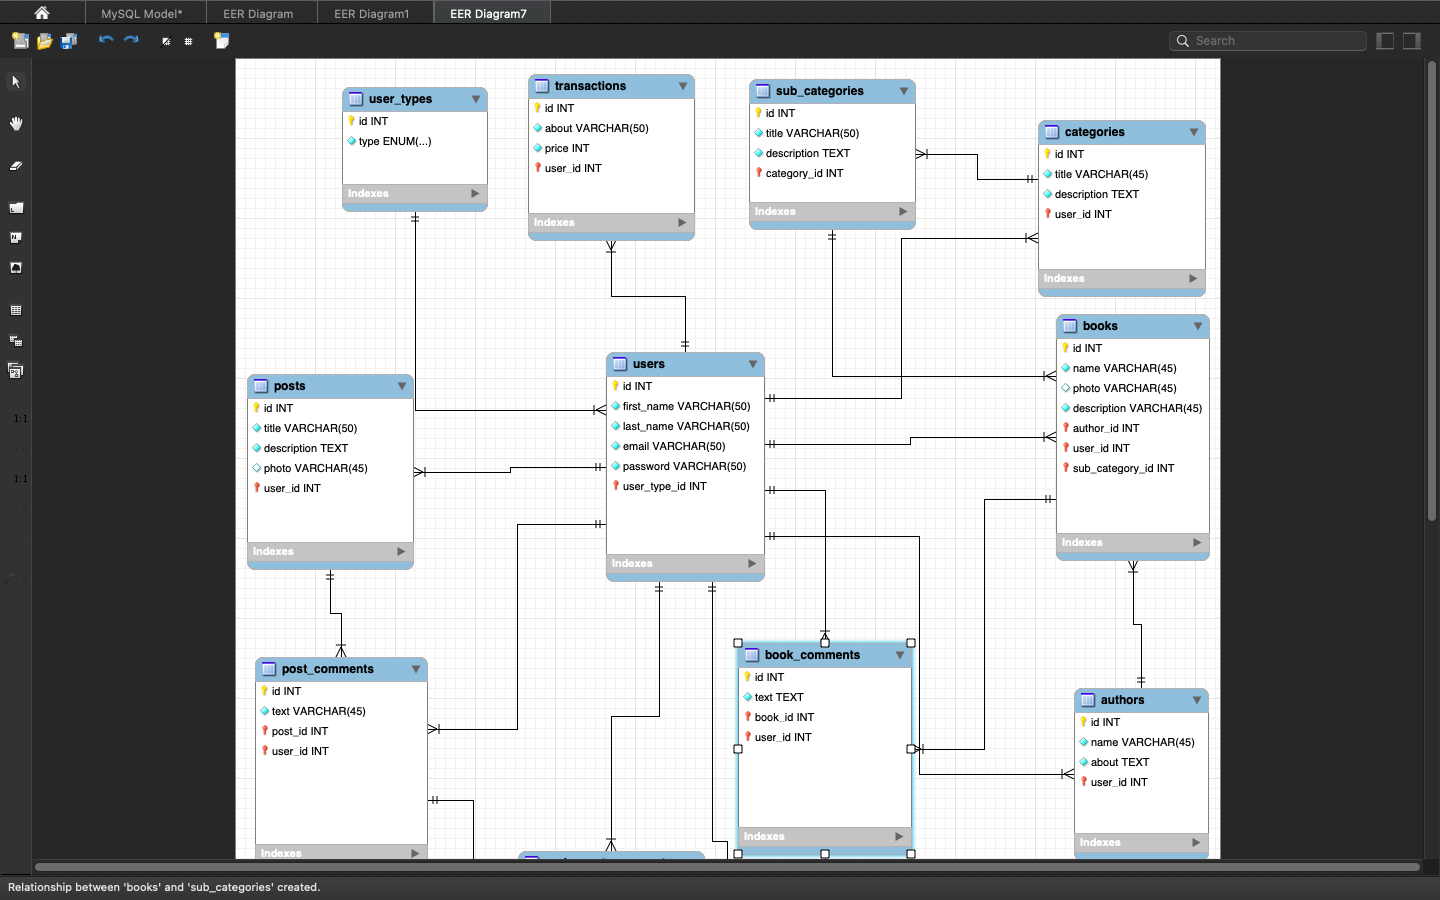 MySQL Model*
EER Diagram
EER Diagram1
EER Diagram7
Search
1:1
1:1
user_types
id INT
type ENUM(...)
Indexes
transactions
id INT
about VARCHAR(50)
price INT
user_id INT
Indexes
sub_categories
id INT
title VARCHAR(50)
description TEXT
category_id INT
Indexes
categories
id INT
title VARCHAR(45)
description TEXT
user_id INT
Indexes
books
id INT
name VARCHAR(45)
photo VARCHAR(45)
description VARCHAR(45)
author_id INT
user_id INT
sub_category_id INT
Indexes
users
id INT
first_name VARCHAR(50)
last_name VARCHAR(50)
email VARCHAR(50)
password VARCHAR(50)
user_type_id INT
Indexes
posts
id INT
title VARCHAR(50)
description TEXT
photo VARCHAR(45)
user_id INT
Indexes
post_comments
id INT
text VARCHAR(45)
post_id INT
user_id INT
Indexes
book_comments
id INT
text TEXT
book_id INT
user_id INT
Indexes
authors
id INT
name VARCHAR(45)
about TEXT
user_id INT
Indexes
Relationship between 'books' and 'sub_categories' created.